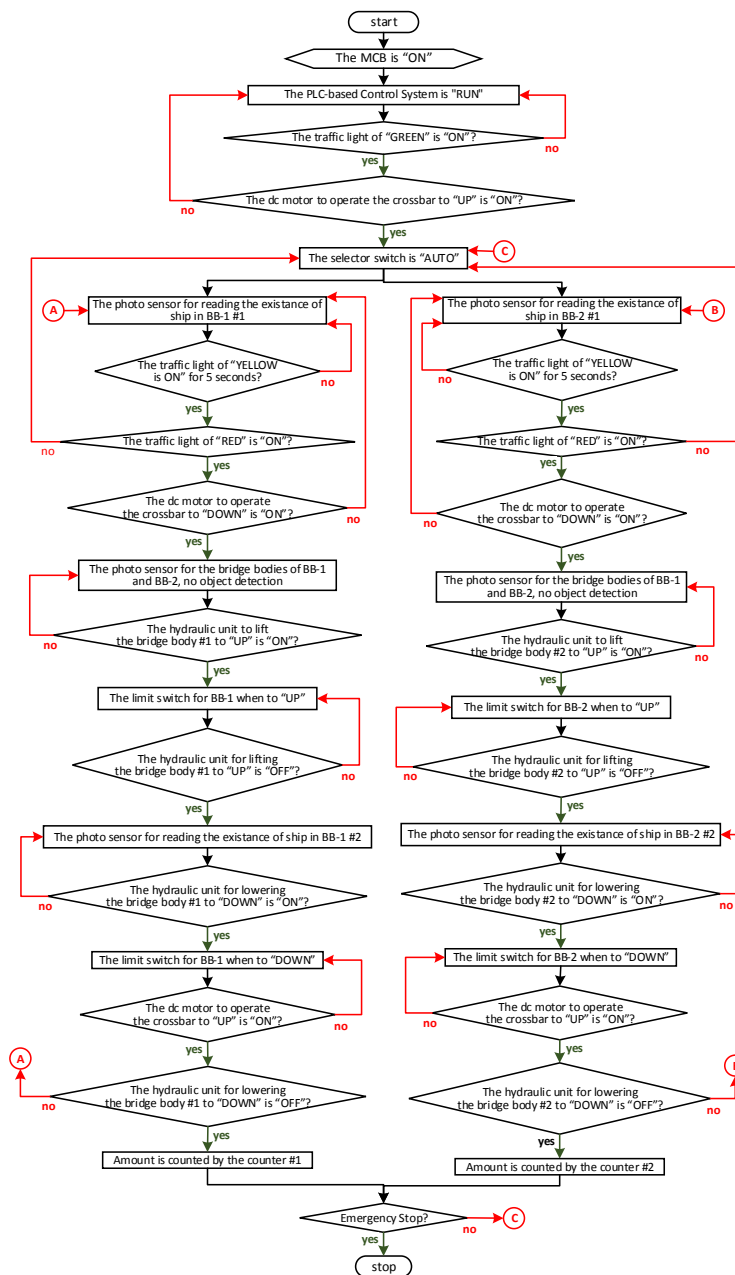 start
The MCB is “ON”
The PLC-based Control System is "RUN"
The traffic light of “GREEN” is “ON”?
no
yes
The dc motor to operate the crossbar to “UP” is “ON”?
no
yes
The selector switch is “AUTO”
C
A
The photo sensor for reading the existance of
ship in BB-1 #1
The photo sensor for reading the existance of
ship in BB-2 #1
B
The traffic light of “YELLOW
is ON” for 5 seconds?
no
yes
The traffic light of “YELLOW
is ON” for 5 seconds?
no
yes
The traffic light of “RED” is “ON”?
no
yes
The traffic light of “RED” is “ON”?
no
yes
The dc motor to operate
the crossbar to “DOWN” is “ON”?
no
yes
The dc motor to operate
the crossbar to “DOWN” is “ON”?
no
yes
The photo sensor for the bridge bodies of BB-1
and BB-2, no object detection
The photo sensor for the bridge bodies of BB-1
and BB-2, no object detection
The hydraulic unit to lift
the bridge body #1 to “UP” is “ON”?
no
yes
The hydraulic unit to lift
the bridge body #2 to “UP” is “ON”?
no
yes
The limit switch for BB-1 when to “UP”
The limit switch for BB-2 when to “UP”
The hydraulic unit for lifting
the bridge body #1 to “UP” is “OFF”?
no
yes
The hydraulic unit for lifting
the bridge body #2 to “UP” is “OFF”?
no
yes
The photo sensor for reading the existance of ship in BB-1 #2
The photo sensor for reading the existance of ship in BB-2 #2
The hydraulic unit for lowering
the bridge body #1 to “DOWN” is “ON”?
no
yes
The hydraulic unit for lowering
the bridge body #2 to “DOWN” is “ON”?
no
yes
The limit switch for BB-1 when to “DOWN”
The limit switch for BB-2 when to “DOWN”
The dc motor to operate
the crossbar to “UP” is “ON”?
no
yes
The dc motor to operate
the crossbar to “UP” is “ON”?
no
yes
A
The hydraulic unit for lowering
the bridge body #1 to “DOWN” is “OFF”?
no
yes
The hydraulic unit for lowering
the bridge body #2 to “DOWN” is “OFF”?
no
yes
Amount is counted by the counter #1
Amount is counted by the counter #2
Emergency Stop?
no
C
yes
stop